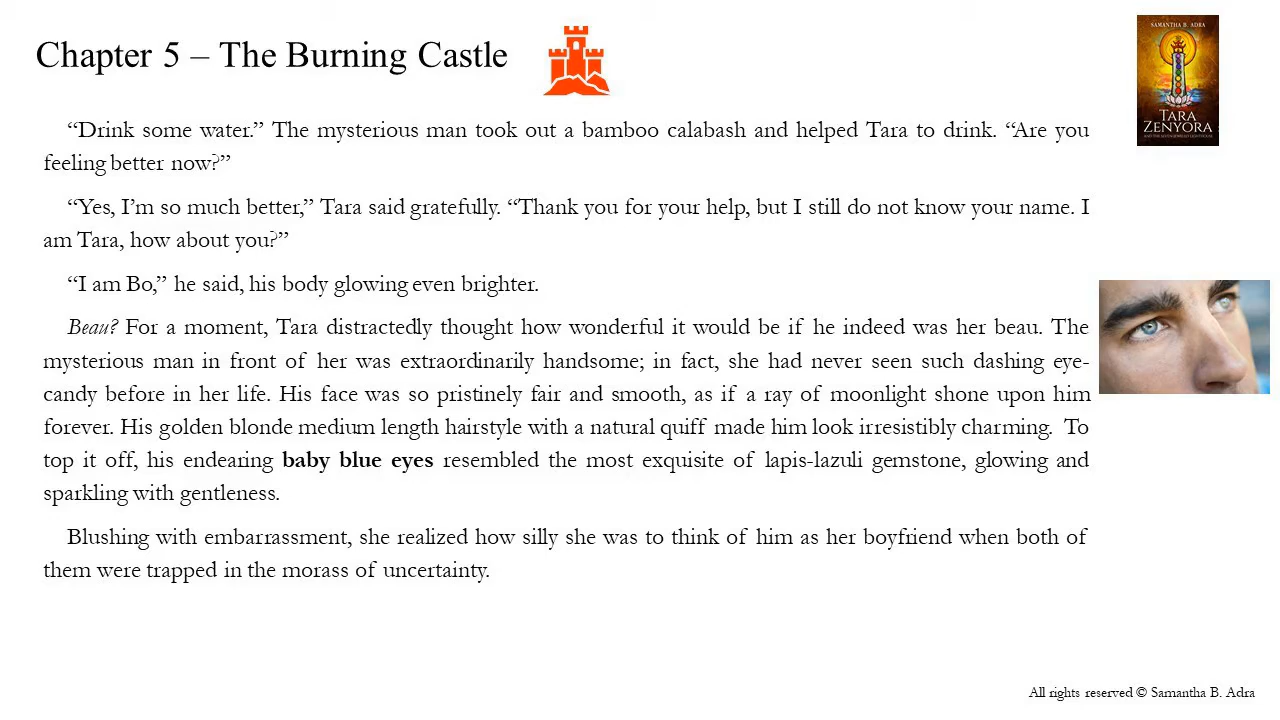 Chapter 5 – The Burning Castle
SAMANTHA B. ADRA
TARA
ZENYORA
“Drink some water.” The mysterious man took out a bamboo calabash and helped Tara to drink. “Are you
feeling better now?”
“Yes, I’m so much better,” Tara said gratefully. “Thank you for your help, but I still do not know your name. I
am Tara, how about you?”
“I am Bo,” he said, his body glowing even brighter.
Beau? For a moment, Tara distractedly thought how wonderful it would be if he indeed was her beau. The
mysterious man in front of her was extraordinarily handsome; in fact, she had never seen such dashing eye-
candy before in her life. His face was so pristinely fair and smooth, as if a ray of moonlight shone upon him
forever. His golden blonde medium length hairstyle with a natural quiff made him look irresistibly charming.  To
top it off, his endearing baby blue eyes resembled the most exquisite of lapis-lazuli gemstone, glowing and
sparkling with gentleness.
Blushing with embarrassment, she realized how silly she was to think of him as her boyfriend when both of
them were trapped in the morass of uncertainty.
All rights reserved © Samantha B. Adra